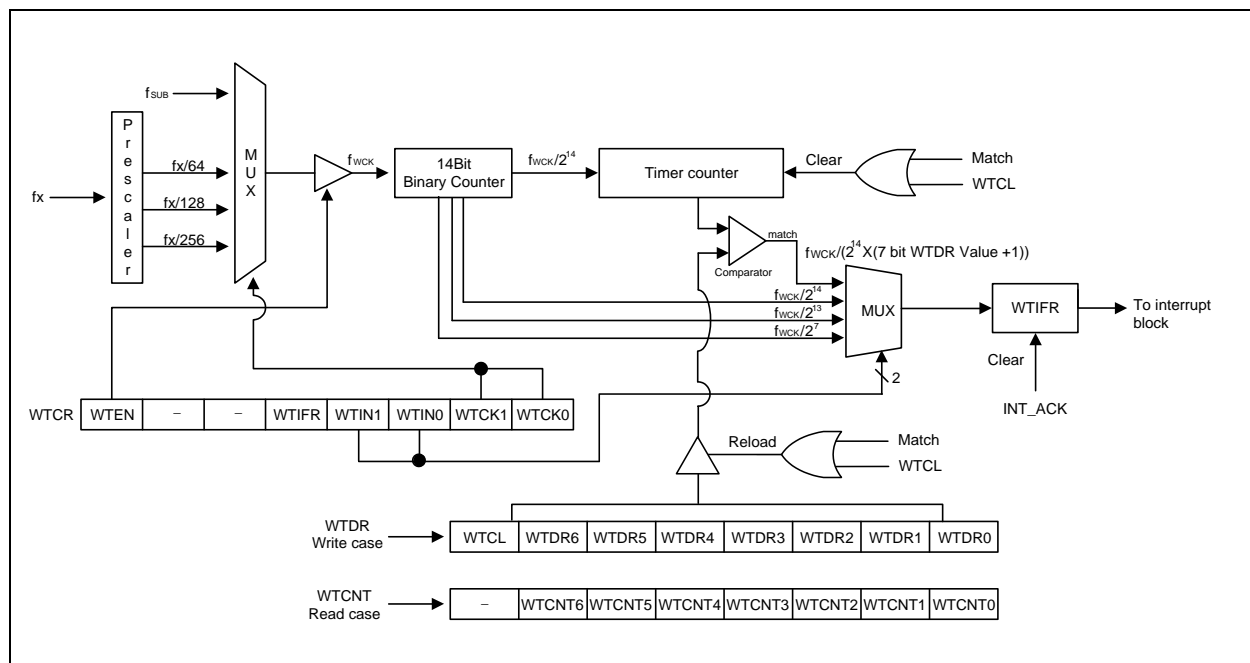 fSUB
Prescaler
MUX
fx
fx/64
fx/128
fx/256
fWCK
14Bit
Binary Counter
fWCK/2^14
Timer counter
Clear
Match
WTCL
match
Comparator
fWCK/(2^14X(7 bit WTDR Value +1))
fWCK/2^14
fWCK/2^13
fWCK/2^7
MUX
2
WTIFR
To interrupt
block
Clear
INT_ACK
WTCR WTEN – – WTIFR WTIN1 WTIN0 WTCK1 WTCK0
Reload
Match
WTCL
WTDR
Write case
WTCL WTDR6 WTDR5 WTDR4 WTDR3 WTDR2 WTDR1 WTDR0
WTCNT
Read case
– WTCNT6 WTCNT5 WTCNT4 WTCNT3 WTCNT2 WTCNT1 WTCNT0